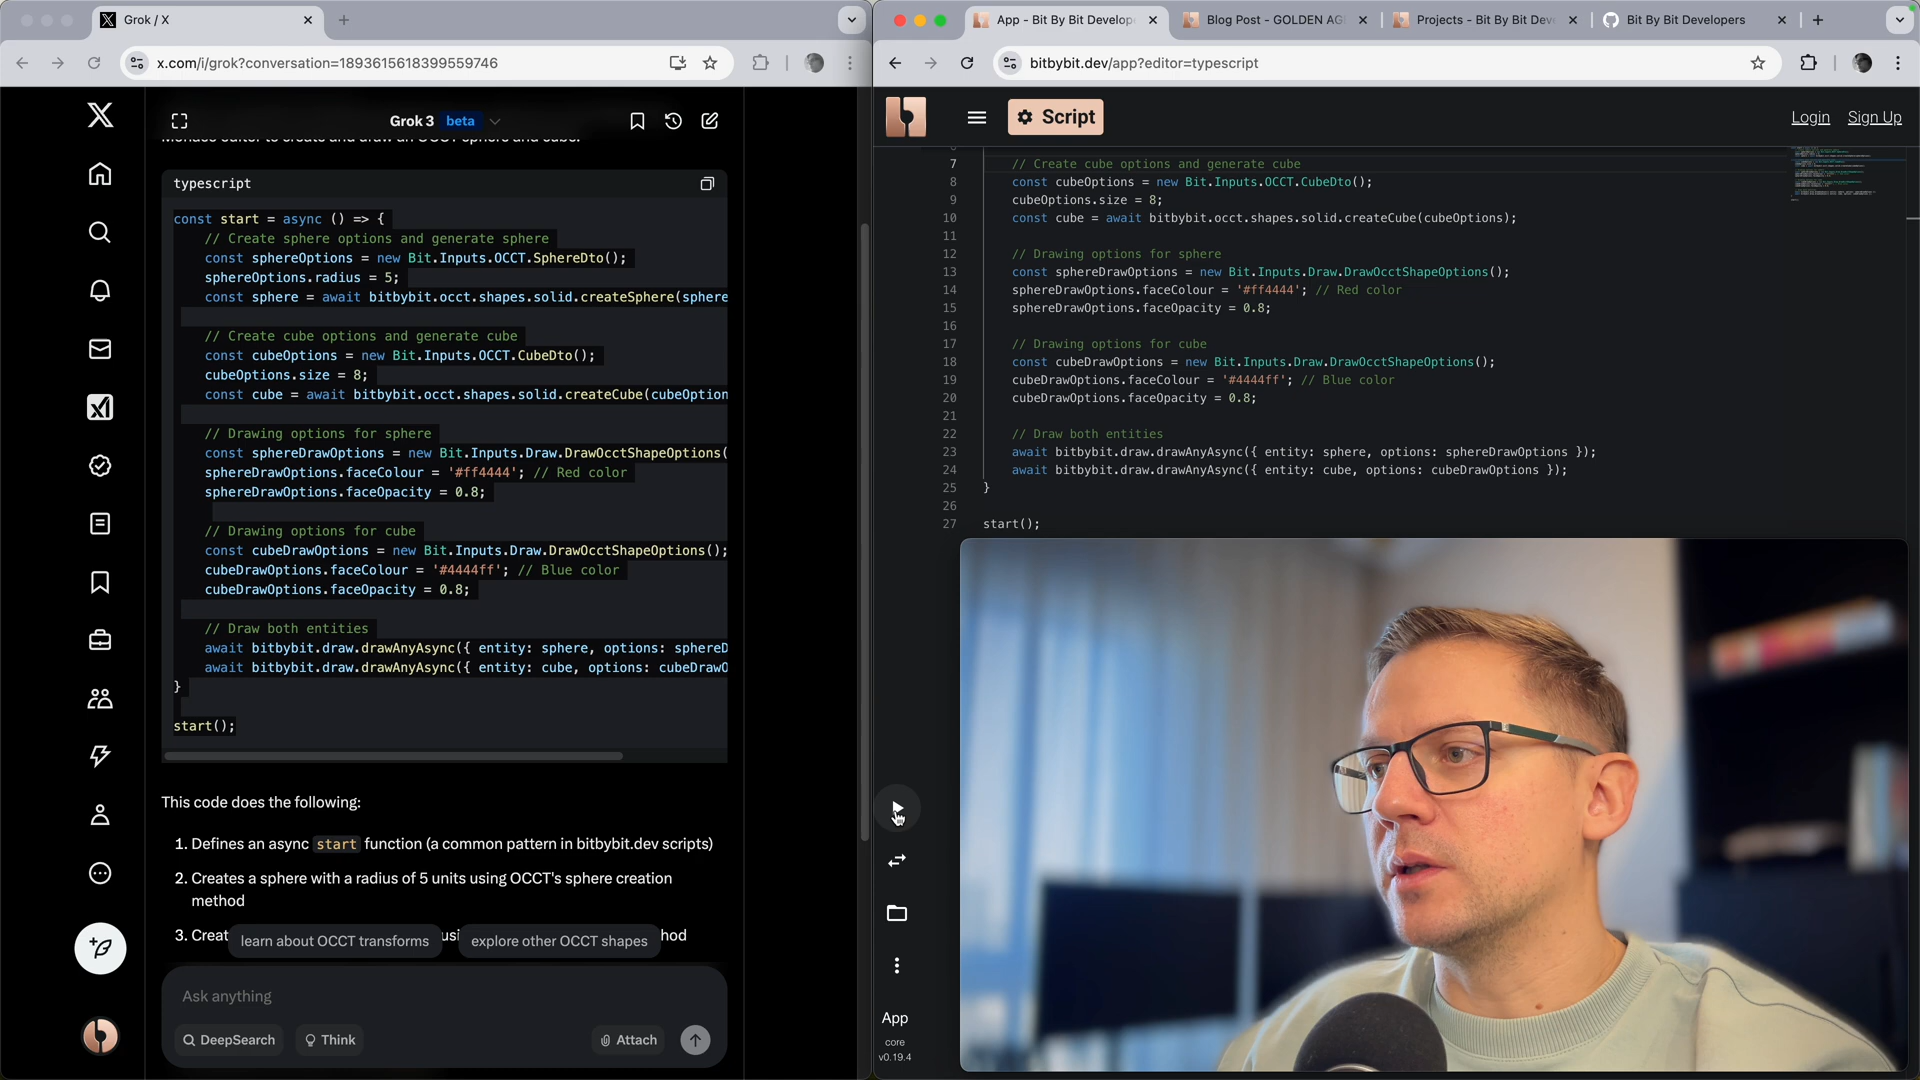 Grok / X
x.com/i/grok?conversation=1893615618399559746
Grok 3 beta
typescript
const start = async () => {
// Create sphere options and generate sphere
const sphereOptions = new Bit.Inputs.OCCT.SphereDto();
sphereOptions.radius = 5;
const sphere = await bitbybit.occt.shapes.solid.createSphere(sphere
// Create cube options and generate cube
const cubeOptions = new Bit.Inputs.OCCT.CubeDto();
cubeOptions.size = 8;
const cube = await bitbybit.occt.shapes.solid.createCube(cubeOption
// Drawing options for sphere
const sphereDrawOptions = new Bit.Inputs.Draw.DrawOcctShapeOptions(
sphereDrawOptions.faceColour = '#ff4444'; // Red color
sphereDrawOptions.faceOpacity = 0.8;
// Drawing options for cube
const cubeDrawOptions = new Bit.Inputs.Draw.DrawOcctShapeOptions();
cubeDrawOptions.faceColour = '#4444ff'; // Blue color
cubeDrawOptions.faceOpacity = 0.8;
// Draw both entities
await bitbybit.draw.drawAnyAsync({ entity: sphere, options: sphereD
await bitbybit.draw.drawAnyAsync({ entity: cube, options: cubeDrawO
}
start();
This code does the following:
1. Defines an async start function (a common pattern in bitbybit.dev scripts)
2. Creates a sphere with a radius of 5 units using OCCT's sphere creation
method
3. Creat usi hod
learn about OCCT transforms
explore other OCCT shapes
Ask anything
DeepSearch
Think
Attach
App - Bit By Bit Develop
Blog Post - GOLDEN AG
Projects - Bit By Bit Dev
Bit By Bit Developers
bitbybit.dev/app?editor=typescript
Script
Login
Sign Up
7 // Create cube options and generate cube
8 const cubeOptions = new Bit.Inputs.OCCT.CubeDto();
9 cubeOptions.size = 8;
10 const cube = await bitbybit.occt.shapes.solid.createCube(cubeOptions);
11
12 // Drawing options for sphere
13 const sphereDrawOptions = new Bit.Inputs.Draw.DrawOcctShapeOptions();
14 sphereDrawOptions.faceColour = '#ff4444'; // Red color
15 sphereDrawOptions.faceOpacity = 0.8;
16
17 // Drawing options for cube
18 const cubeDrawOptions = new Bit.Inputs.Draw.DrawOcctShapeOptions();
19 cubeDrawOptions.faceColour = '#4444ff'; // Blue color
20 cubeDrawOptions.faceOpacity = 0.8;
21
22 // Draw both entities
23 await bitbybit.draw.drawAnyAsync({ entity: sphere, options: sphereDrawOptions });
24 await bitbybit.draw.drawAnyAsync({ entity: cube, options: cubeDrawOptions });
25 }
26
27 start();
App
core
v0.19.4